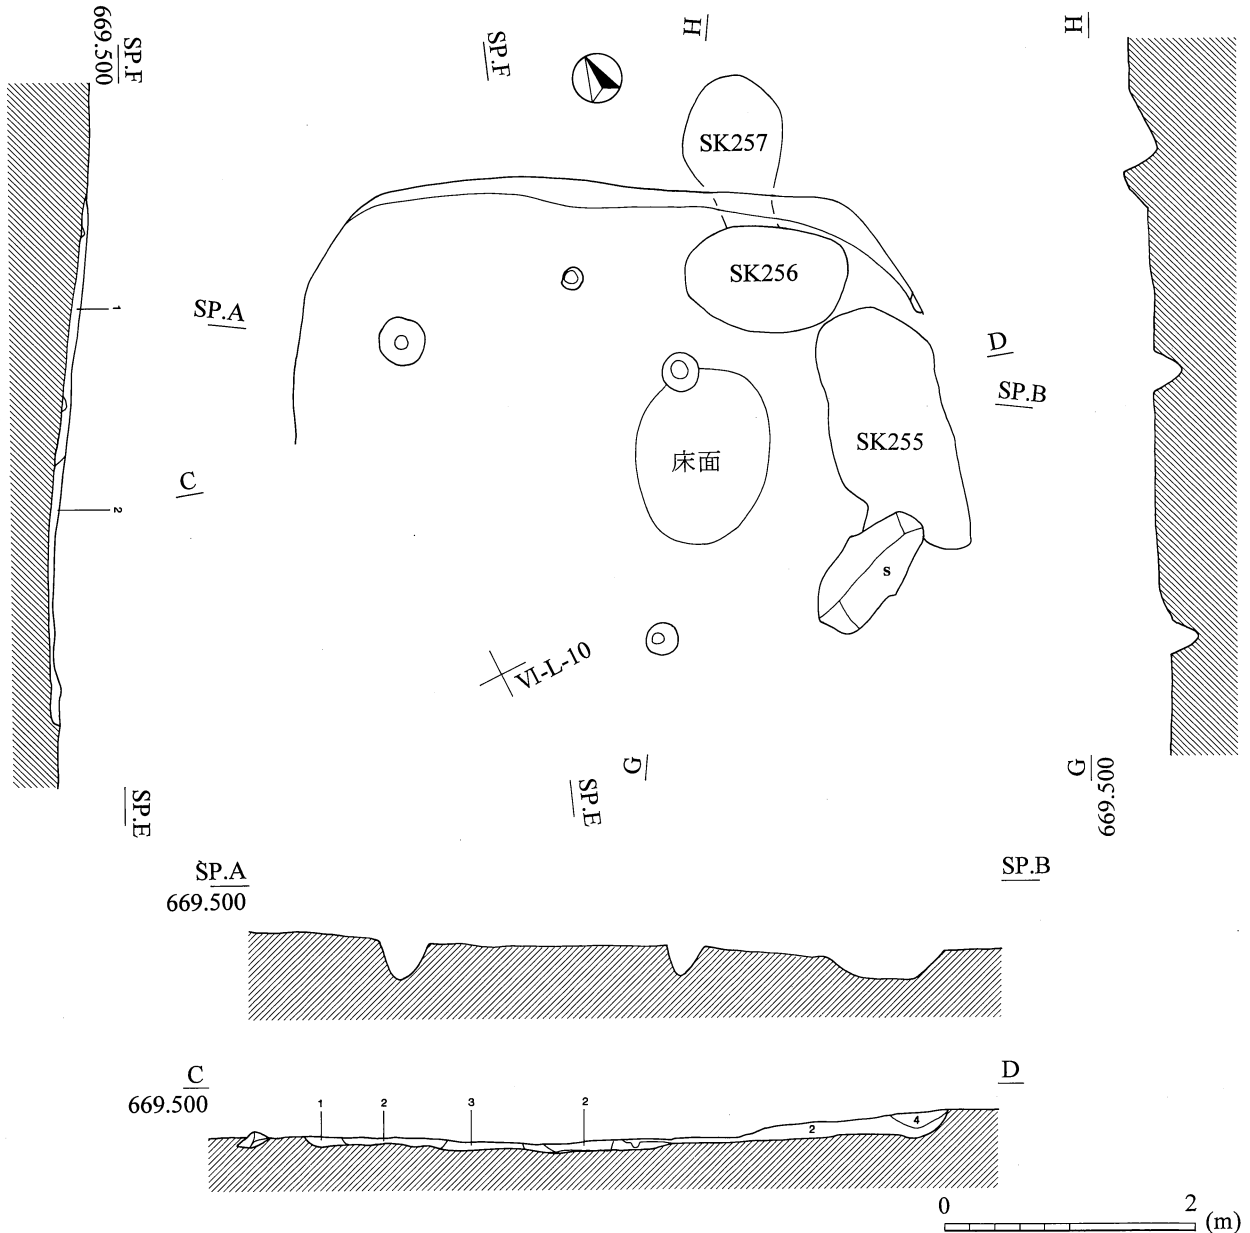 SP.F
669.500
SP.F
H
H
SK257
SK256
SP.A
D
SP.B
SK255
床面
C
s
1
2
VI-L-10
G
G
669.500
SP.E
SP.E
SP.A
669.500
SP.B
C
669.500
D
1
2
3
2
2
4
0
2
(m)